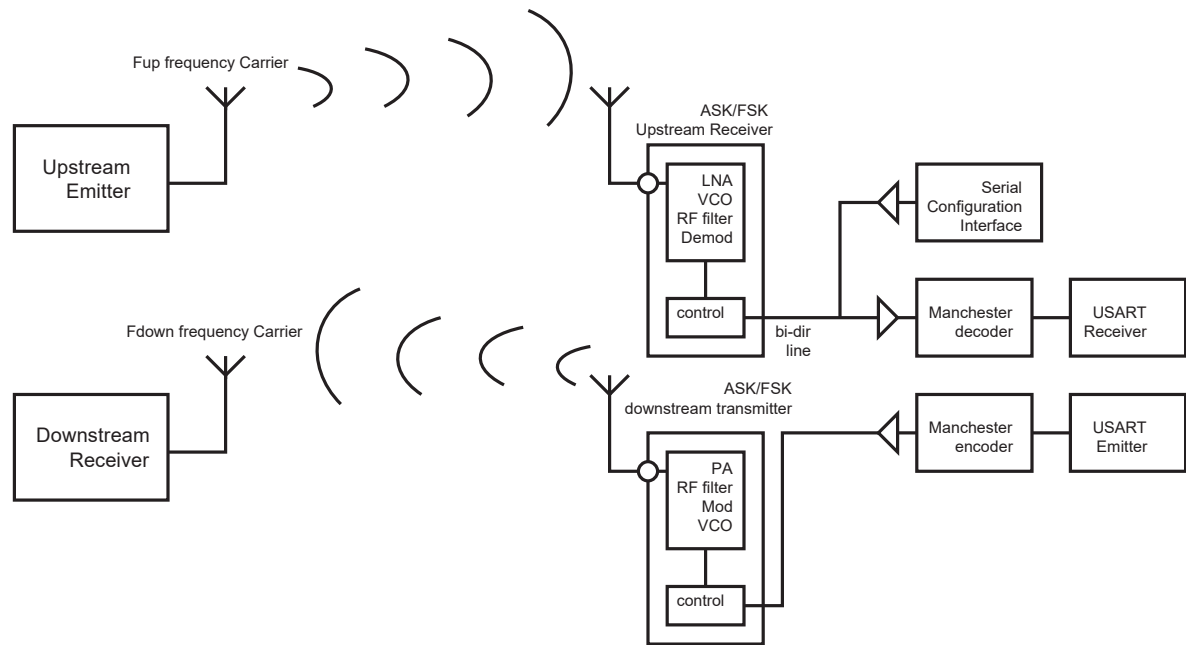 Fup frequency Carrier
Upstream
Emitter
ASK/FSK
Upstream Receiver
LNA
VCO
RF filter
Demod
control
bi-dir
line
Serial
Configuration
Interface
Manchester
decoder
USART
Receiver
Fdown frequency Carrier
Downstream
Receiver
ASK/FSK
downstream transmitter
PA
RF filter
Mod
VCO
control
Manchester
encoder
USART
Emitter